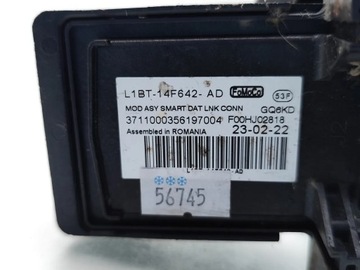 L1BT-14F642- AD FoMoCo 53F
MOD ASY SMART DAT LNK CONN GQ6KD
3711000356197004 F00HJ02818
Assembled in ROMANIA 23-02-22
56745